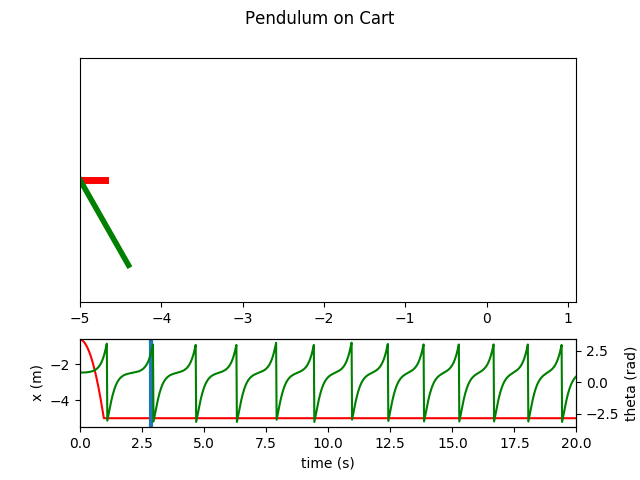 Pendulum on Cart
−5 −4 −3 −2 −1 0 1
x (m)
−2
−4
2.5
0.0
−2.5
theta (rad)
0.0 2.5 5.0 7.5 10.0 12.5 15.0 17.5 20.0
time (s)